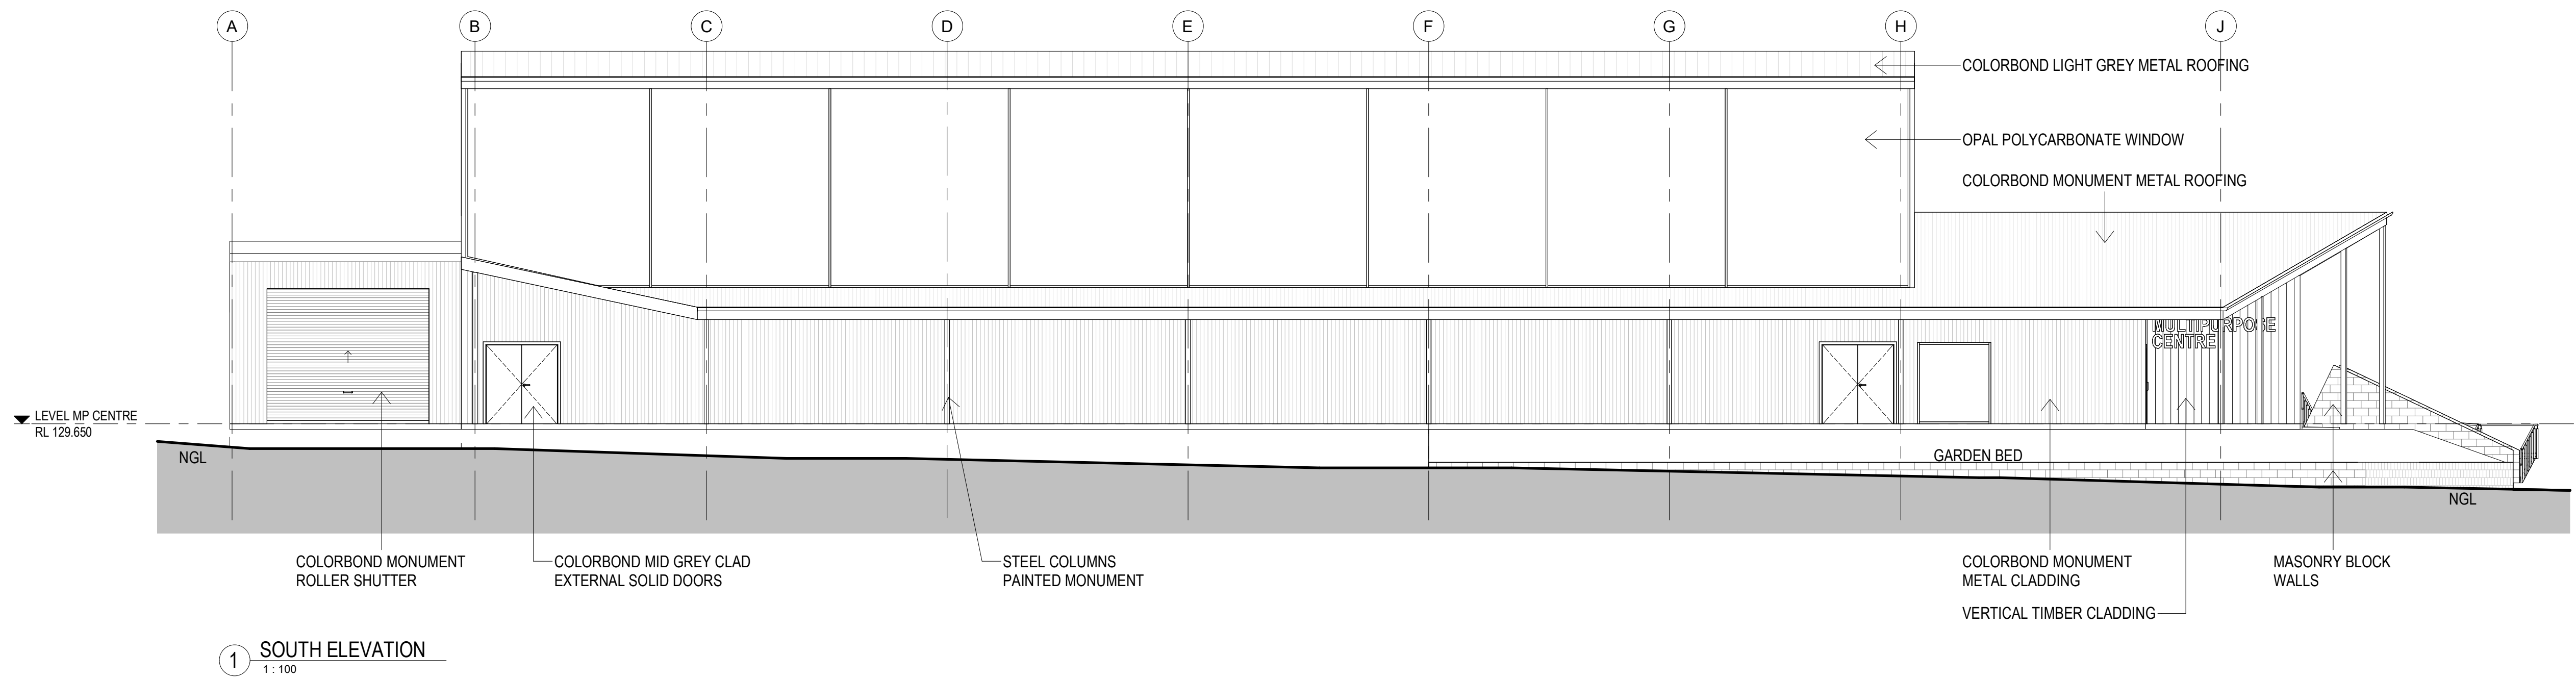 A
B
C
D
E
F
G
H
J
COLORBOND LIGHT GREY METAL ROOFING
OPAL POLYCARBONATE WINDOW
COLORBOND MONUMENT METAL ROOFING
MULTIPURPOSE
CENTRE
LEVEL MP CENTRE
RL 129.650
NGL
GARDEN BED
NGL
COLORBOND MONUMENT
ROLLER SHUTTER
COLORBOND MID GREY CLAD
EXTERNAL SOLID DOORS
STEEL COLUMNS
PAINTED MONUMENT
COLORBOND MONUMENT
METAL CLADDING
VERTICAL TIMBER CLADDING
MASONRY BLOCK
WALLS
1
SOUTH ELEVATION
1 : 100